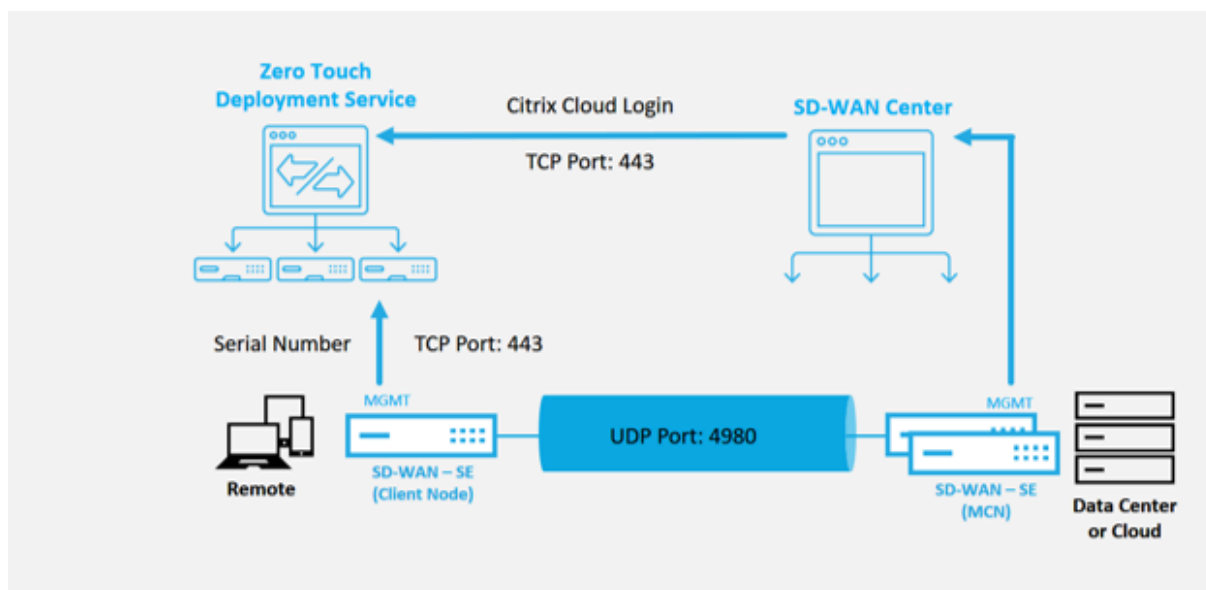 Zero Touch
Deployment Service
Citrix Cloud Login
SD-WAN Center
TCP Port: 443
Serial Number
TCP Port: 443
MGMT
MGMT
UDP Port: 4980
Remote
SD-WAN – SE
(Client Node)
SD-WAN – SE
(MCN)
Data Center
or Cloud